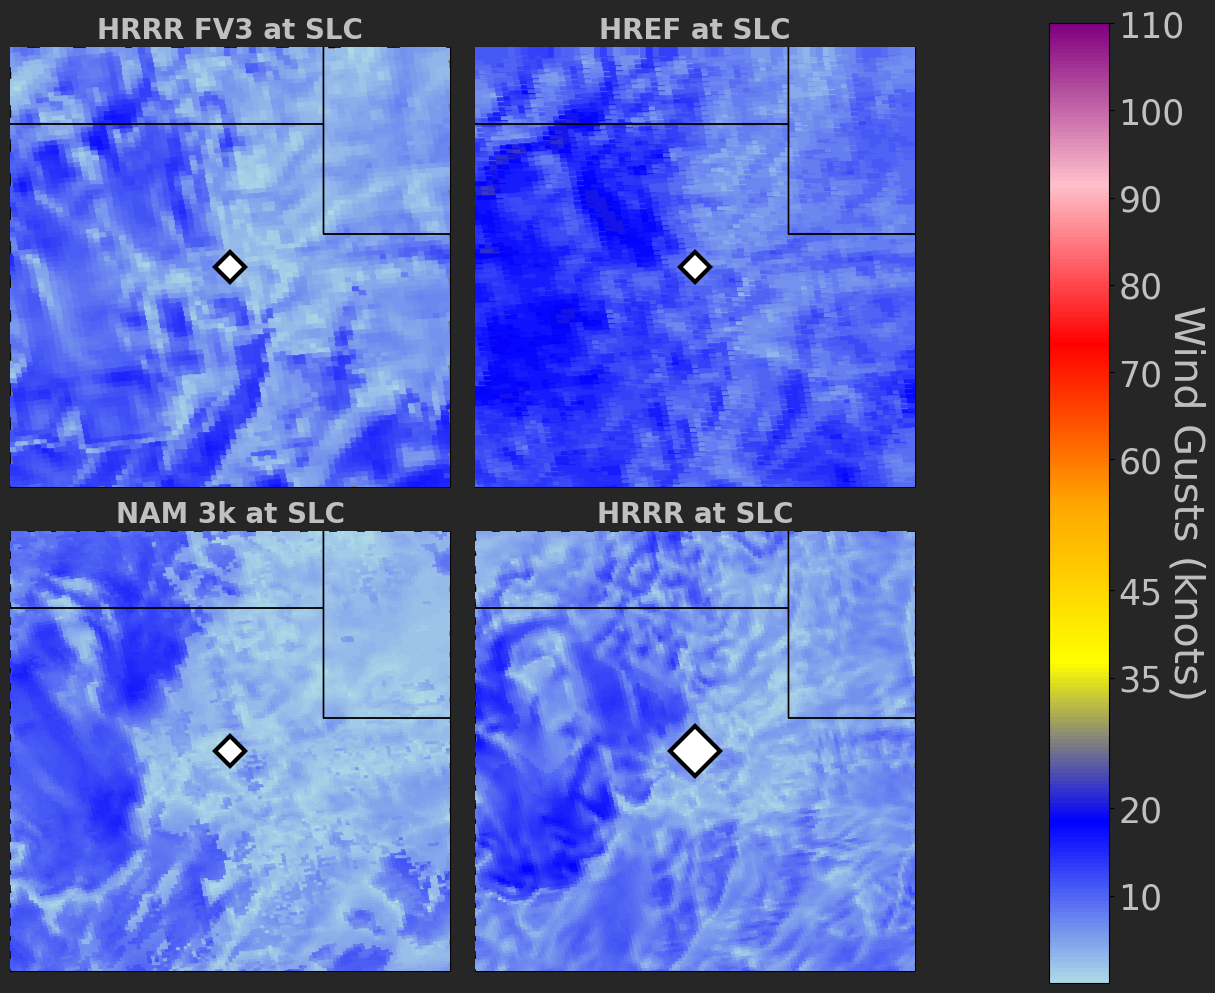 HRRR FV3 at SLC
HREF at SLC
NAM 3k at SLC
HRRR at SLC
110
100
90
80
70
60
45
35
20
10
Wind Gusts (knots)